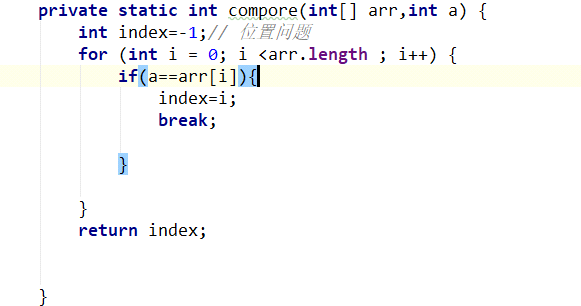 private static int compore(int[] arr,int a) {
int index=-1;// 位置问题
for (int i = 0; i <arr.length ; i++) {
if(a==arr[i]){
index=i;
break;
}
}
return index;
}